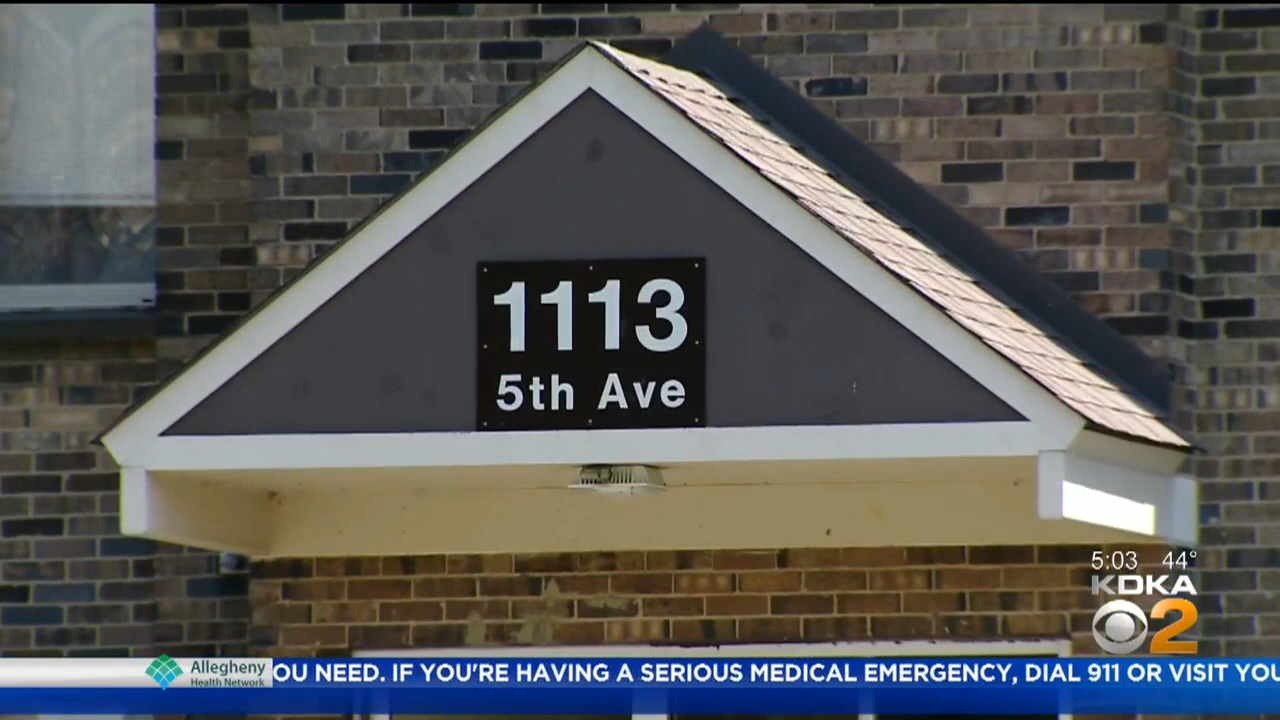 1113
5th Ave
5:03 44°
KDKA
2
Allegheny
Health Network
OU NEED. IF YOU'RE HAVING A SERIOUS MEDICAL EMERGENCY, DIAL 911 OR VISIT YOU